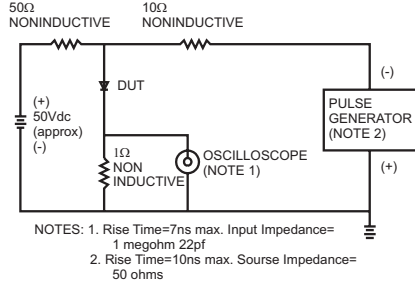 50Ω
NONINDUCTIVE
10Ω
NONINDUCTIVE
DUT
(+)
50Vdc
(approx)
(-)
1Ω
NON
INDUCTIVE
OSCILLOSCOPE
(NOTE 1)
(-)
PULSE
GENERATOR
(NOTE 2)
(+)
NOTES: 1. Rise Time=7ns max. Input Impedance=
1 megohm 22pf
2. Rise Time=10ns max. Sourse Impedance=
50 ohms